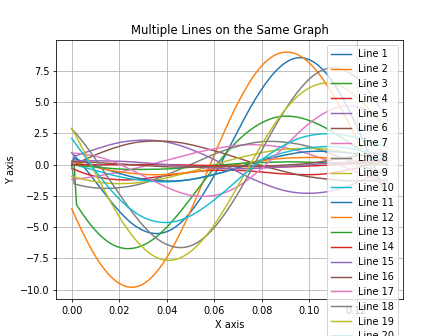 Multiple Lines on the Same Graph
Y axis
7.5
5.0
2.5
0.0
−2.5
−5.0
−7.5
−10.0
0.00
0.02
0.04
0.06
0.08
0.10
X axis
Line 1
Line 2
Line 3
Line 4
Line 5
Line 6
Line 7
Line 8
Line 9
Line 10
Line 11
Line 12
Line 13
Line 14
Line 15
Line 16
Line 17
Line 18
Line 19
Line 20